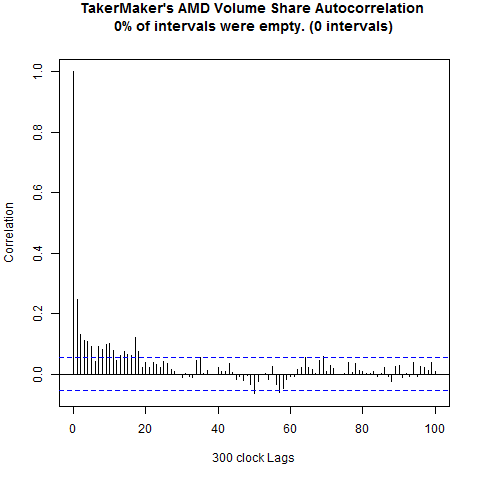 TakerMaker's AMD Volume Share Autocorrelation
0% of intervals were empty. (0 intervals)
1.0
0.8
0.6
0.4
0.2
0.0
Correlation
0 20 40 60 80 100
300 clock Lags